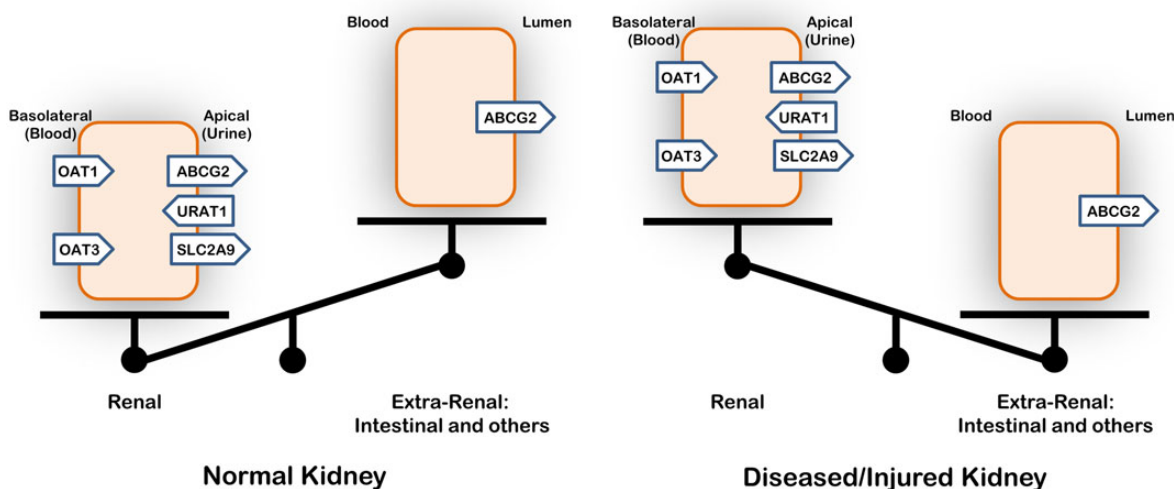 Basolateral
(Blood)
Apical
(Urine)
OAT1
ABCG2
URAT1
OAT3
SLC2A9
Blood
Lumen
ABCG2
Renal
Extra-Renal:
Intestinal and others
Normal Kidney
Basolateral
(Blood)
Apical
(Urine)
OAT1
ABCG2
URAT1
OAT3
SLC2A9
Blood
Lumen
ABCG2
Renal
Extra-Renal:
Intestinal and others
Diseased/Injured Kidney